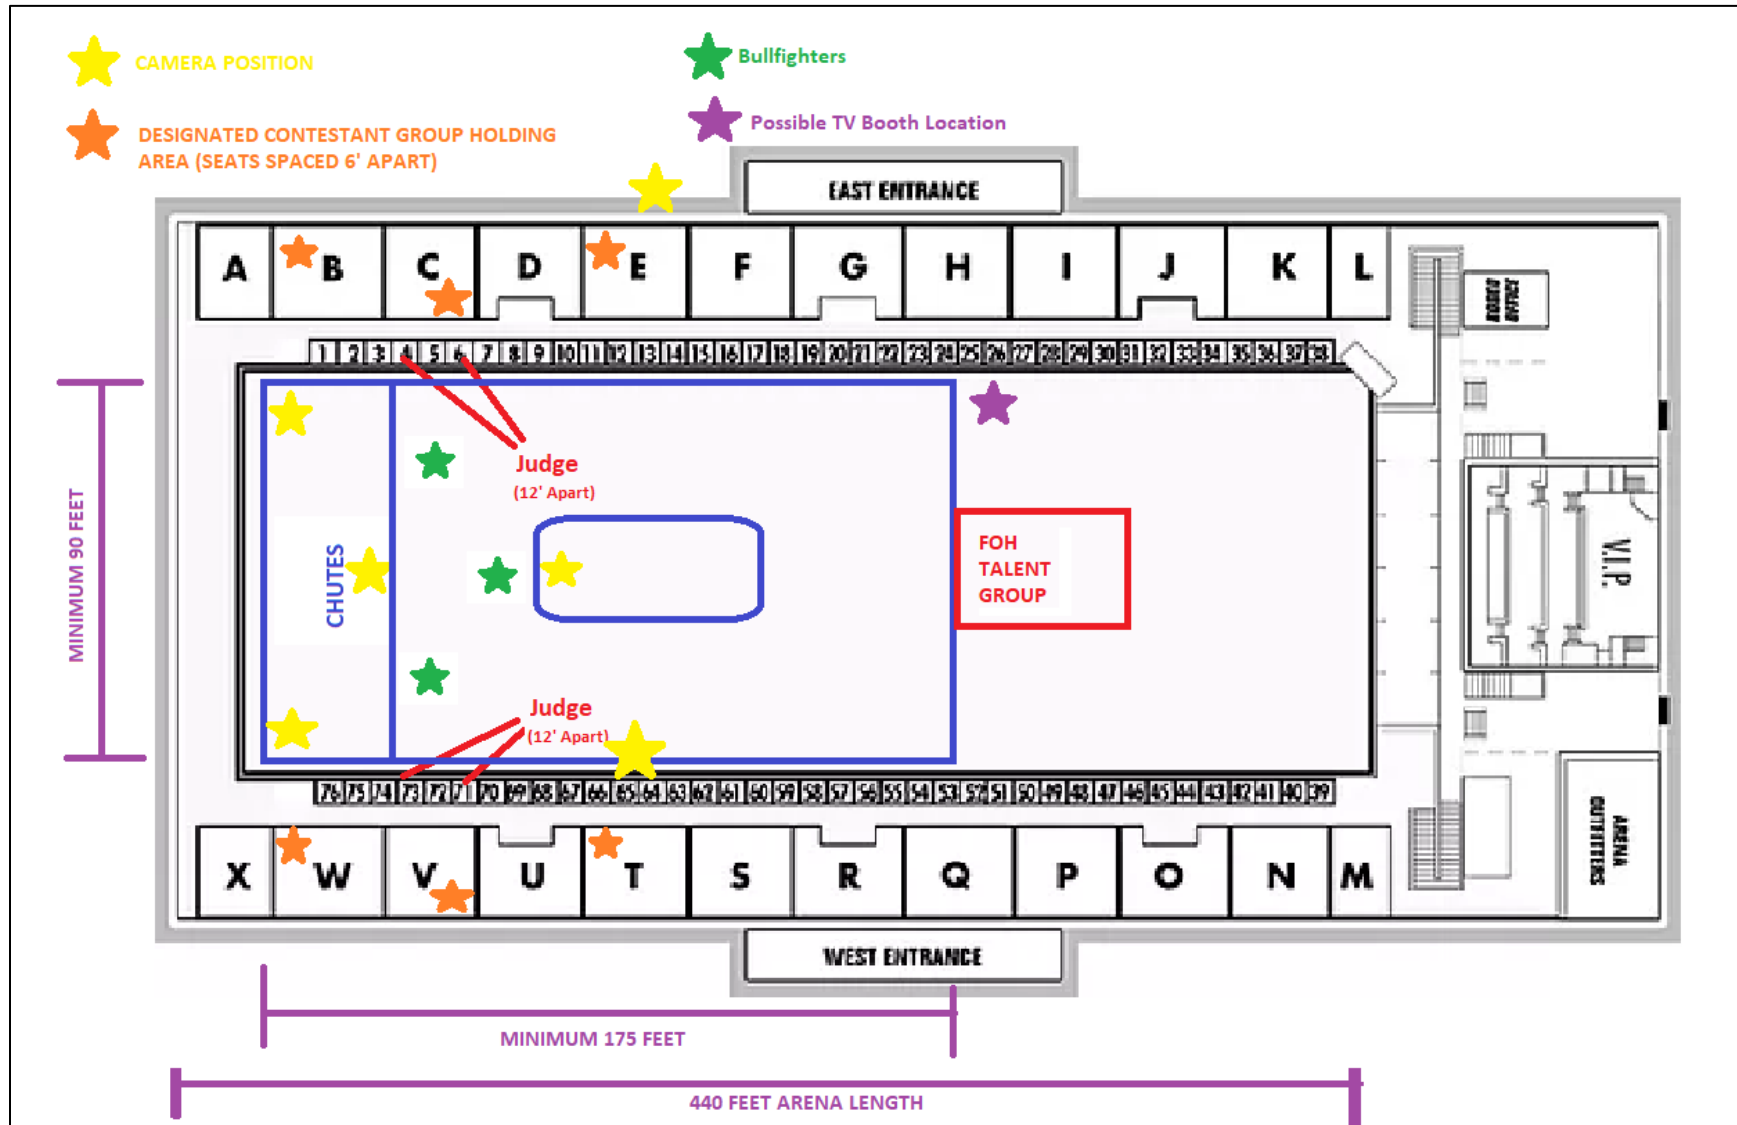 CAMERA POSITION
Bullfighters
DESIGNATED CONTESTANT GROUP HOLDING
AREA (SEATS SPACED 6' APART)
Possible TV Booth Location
EAST ENTRANCE
A B C D E F G H I J K L
RODEO OFFICE
1 2 3 4 5 6 7 8 9 10 11 12 13 14 15 16 17 18 19 20 21 22 23 24 25 26 27 28 29 30 31 32 33 34 35 36 37 38
MINIMUM 90 FEET
CHUTES
Judge
(12' Apart)
FOH
TALENT
GROUP
V.I.P.
Judge
(12' Apart)
76 75 74 73 72 71 70 69 68 67 66 65 64 63 62 61 60 59 58 57 56 55 54 53 52 51 50 49 48 47 46 45 44 43 42 41 40 39
X W V U T S R Q P O N M
ARENA
OUTFITTERS
WEST ENTRANCE
MINIMUM 175 FEET
440 FEET ARENA LENGTH